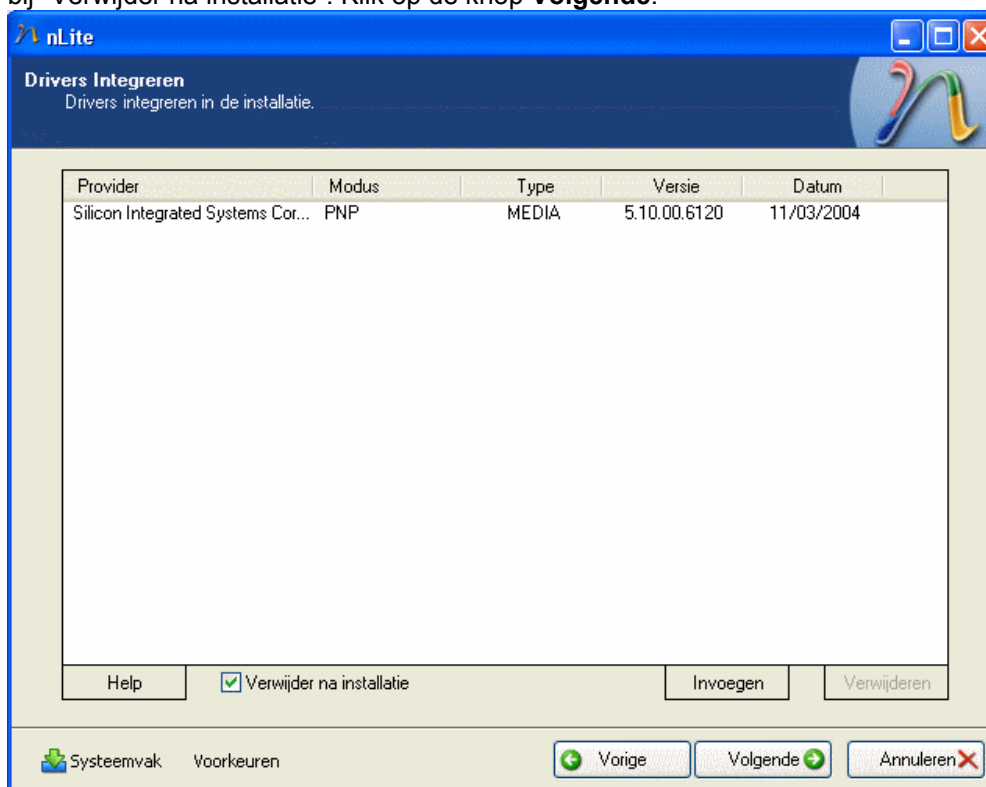 bij "Verwijder na installatie". Klik op de knop Volgende.
nLite
Drivers Integreren
Drivers integreren in de installatie.
Provider Modus Type Versie Datum
Silicon Integrated Systems Cor... PNP MEDIA 5.10.00.6120 11/03/2004
Help Verwijder na installatie Invoegen Verwijderen
Systeemvak Voorkeuren Vorige Volgende Annuleren